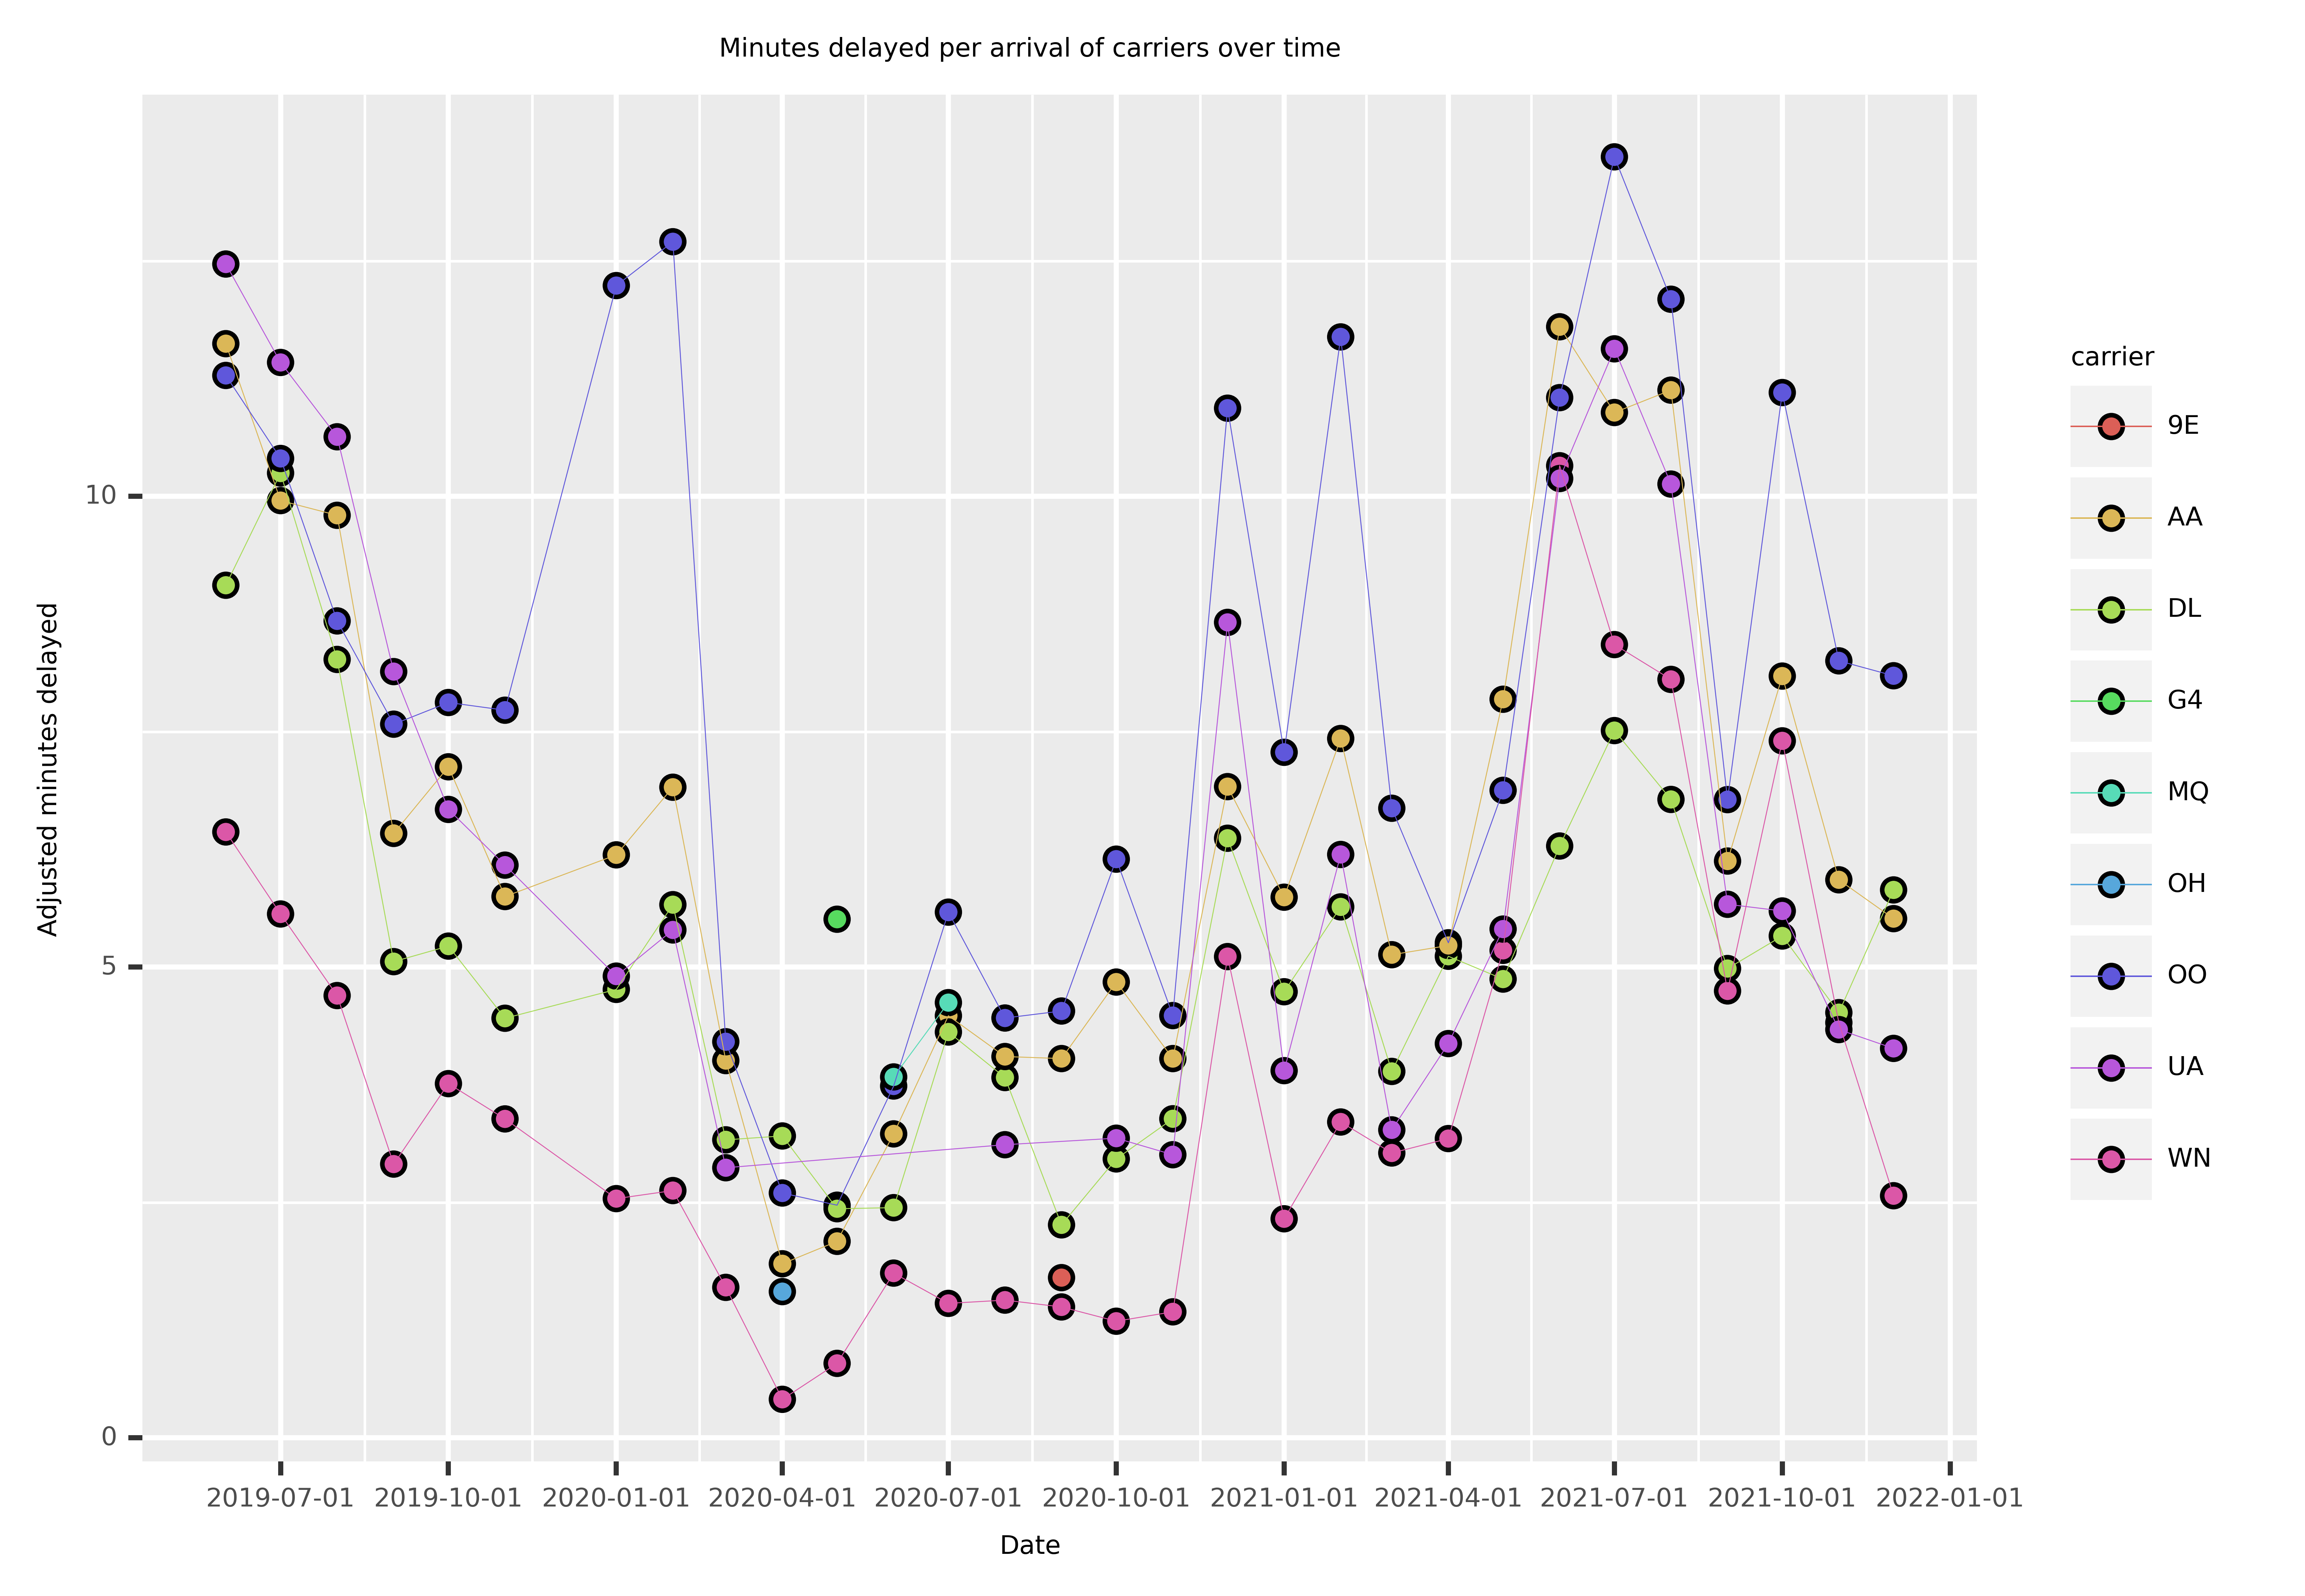 Minutes delayed per arrival of carriers over time
Adjusted minutes delayed
10
5
0
2019-07-01 2019-10-01 2020-01-01 2020-04-01 2020-07-01 2020-10-01 2021-01-01 2021-04-01 2021-07-01 2021-10-01 2022-01-01
Date
carrier
9E
AA
DL
G4
MQ
OH
OO
UA
WN